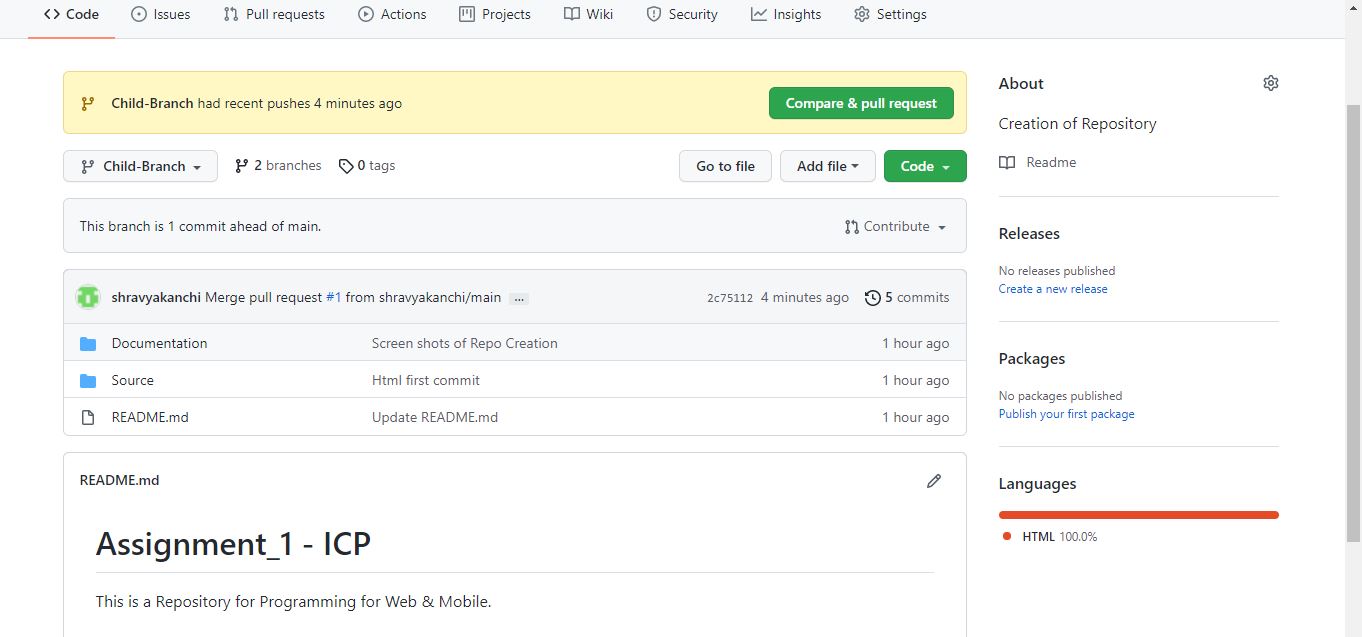 Code Issues Pull requests Actions Projects Wiki Security Insights Settings
Child-Branch had recent pushes 4 minutes ago Compare & pull request
Child-Branch 2 branches 0 tags Go to file Add file Code
This branch is 1 commit ahead of main. Contribute
shravyakanchi Merge pull request #1 from shravyakanchi/main ... 2c75112 4 minutes ago 5 commits
Documentation Screen shots of Repo Creation 1 hour ago
Source Html first commit 1 hour ago
README.md Update README.md 1 hour ago
README.md
Assignment_1 - ICP
This is a Repository for Programming for Web & Mobile.
About
Creation of Repository
Readme
Releases
No releases published
Create a new release
Packages
No packages published
Publish your first package
Languages
HTML 100.0%